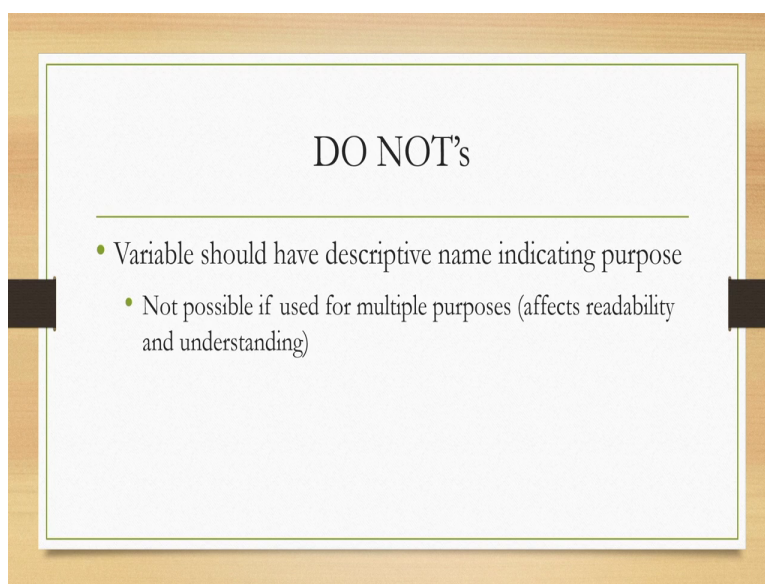 DO NOT’s
• Variable should have descriptive name indicating purpose
• Not possible if used for multiple purposes (affects readability
and understanding)